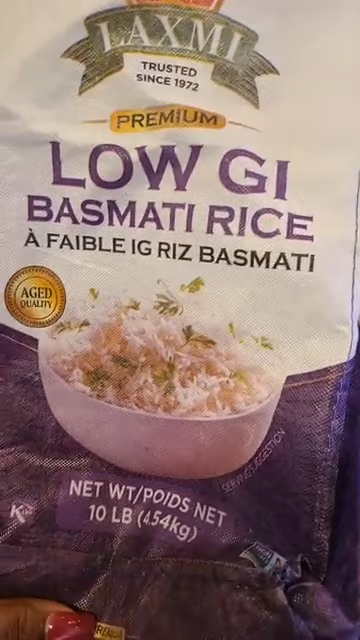 LAXMI
TRUSTED
SINCE 1972
PREMIUM
LOW GI
BASMATI RICE
À FAIBLE IG RIZ BASMATI
AGED
QUALITY
SERVING SUGGESTION
NET WT/POIDS NET
10 LB (4.54kg)
K